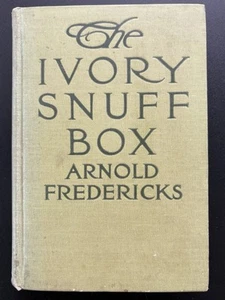 The
IVORY
SNUFF
BOX
ARNOLD
FREDERICKS